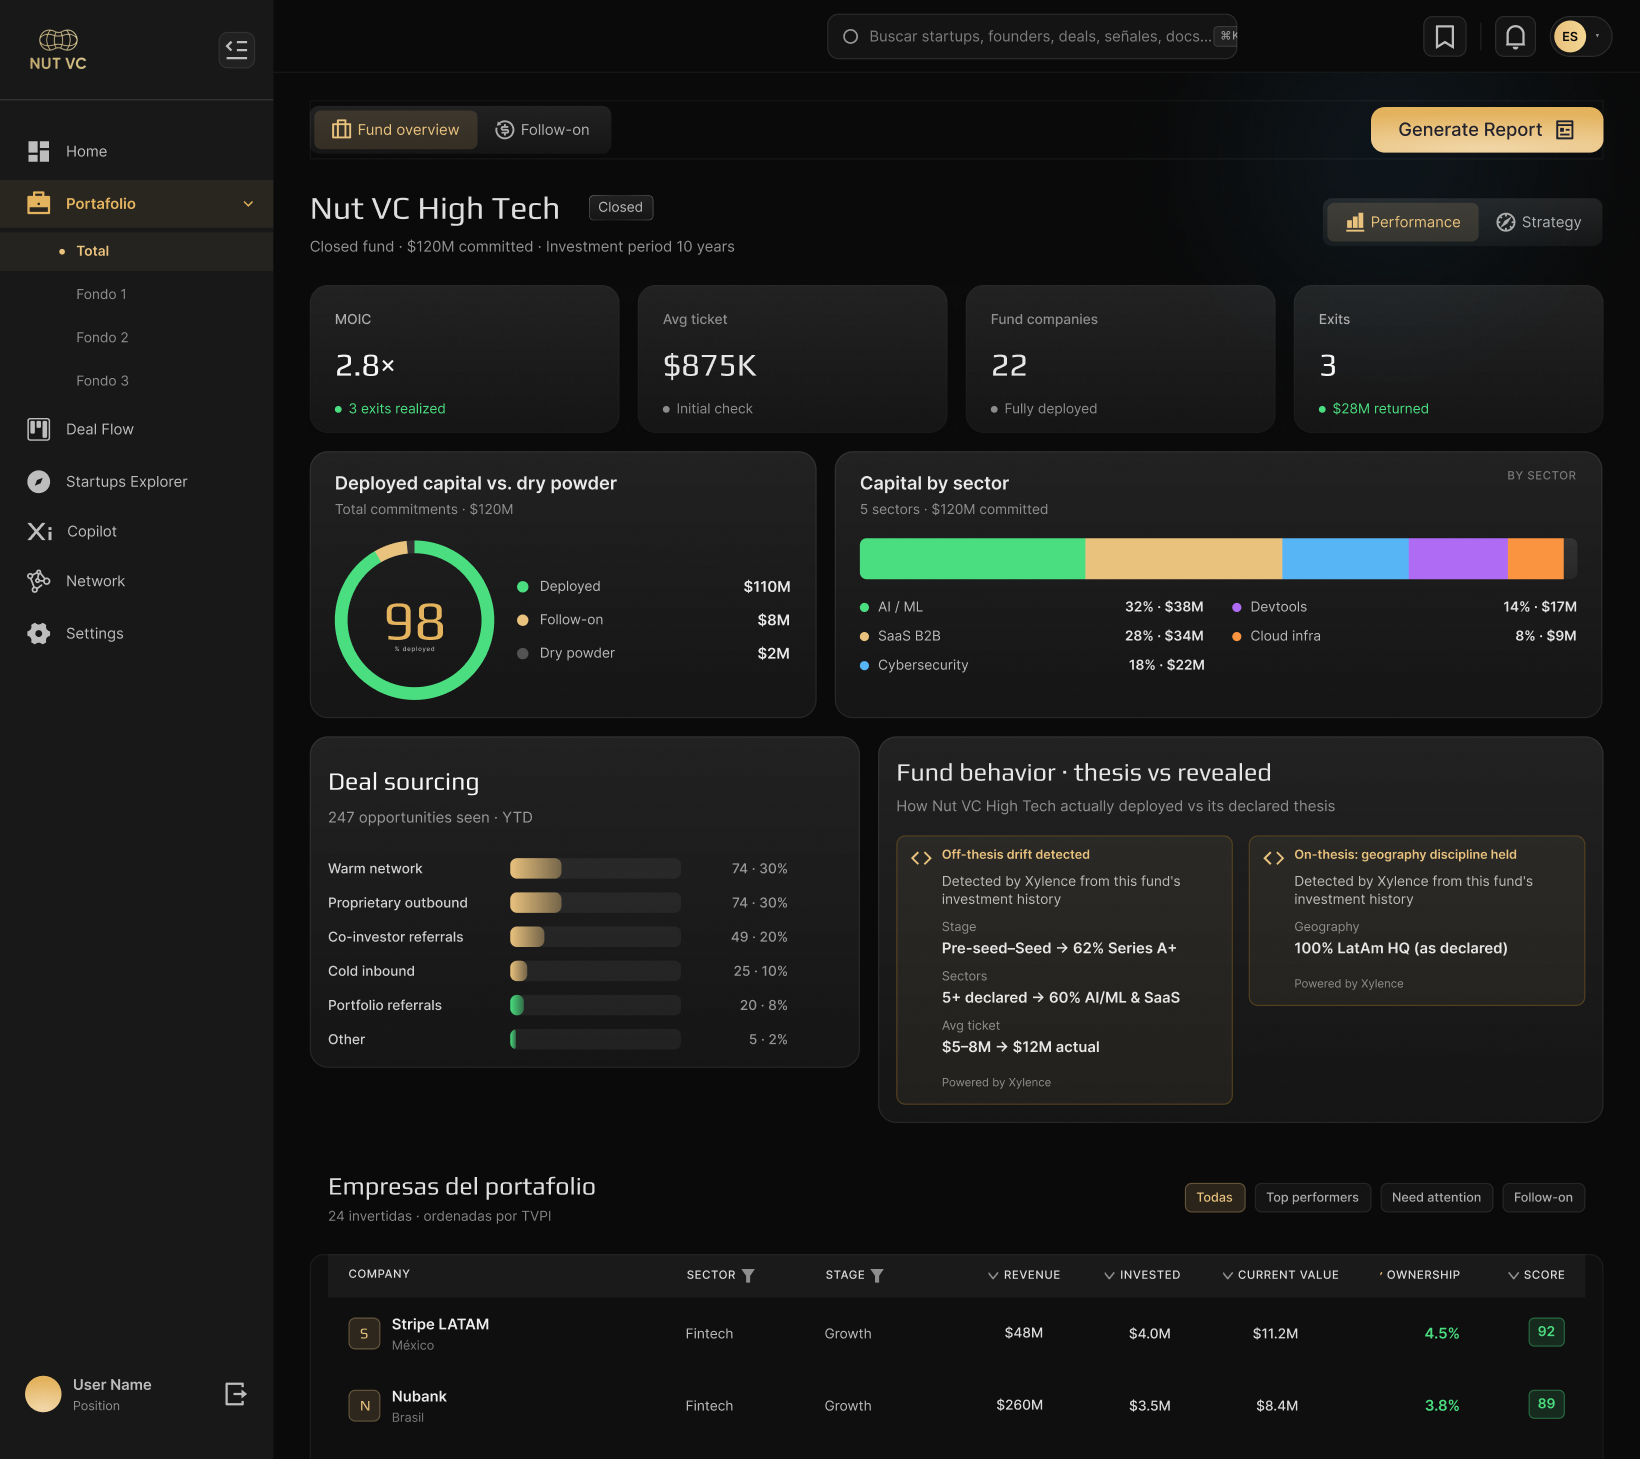 NUT VC
Buscar startups, founders, deals, señales, docs...
⌘K
ES
Home
Portafolio
Total
Fondo 1
Fondo 2
Fondo 3
Deal Flow
Startups Explorer
Copilot
Network
Settings
User Name
Position
Fund overview
Follow-on
Generate Report
Nut VC High Tech
Closed
Closed fund · $120M committed · Investment period 10 years
Performance
Strategy
MOIC
2.8×
3 exits realized
Avg ticket
$875K
Initial check
Fund companies
22
Fully deployed
Exits
3
$28M returned
Deployed capital vs. dry powder
Total commitments · $120M
98
% deployed
Deployed $110M
Follow-on $8M
Dry powder $2M
Capital by sector
BY SECTOR
5 sectors · $120M committed
AI / ML 32% · $38M
SaaS B2B 28% · $34M
Cybersecurity 18% · $22M
Devtools 14% · $17M
Cloud infra 8% · $9M
Deal sourcing
247 opportunities seen · YTD
Warm network 74 · 30%
Proprietary outbound 74 · 30%
Co-investor referrals 49 · 20%
Cold inbound 25 · 10%
Portfolio referrals 20 · 8%
Other 5 · 2%
Fund behavior · thesis vs revealed
How Nut VC High Tech actually deployed vs its declared thesis
Off-thesis drift detected
Detected by Xylence from this fund's
investment history
Stage
Pre-seed–Seed → 62% Series A+
Sectors
5+ declared → 60% AI/ML & SaaS
Avg ticket
$5–8M → $12M actual
Powered by Xylence
On-thesis: geography discipline held
Detected by Xylence from this fund's
investment history
Geography
100% LatAm HQ (as declared)
Powered by Xylence
Empresas del portafolio
24 invertidas · ordenadas por TVPI
Todas
Top performers
Need attention
Follow-on
COMPANY SECTOR STAGE REVENUE INVESTED CURRENT VALUE OWNERSHIP SCORE
S Stripe LATAM Fintech Growth $48M $4.0M $11.2M 4.5% 92
México
N Nubank Fintech Growth $260M $3.5M $8.4M 3.8% 89
Brasil